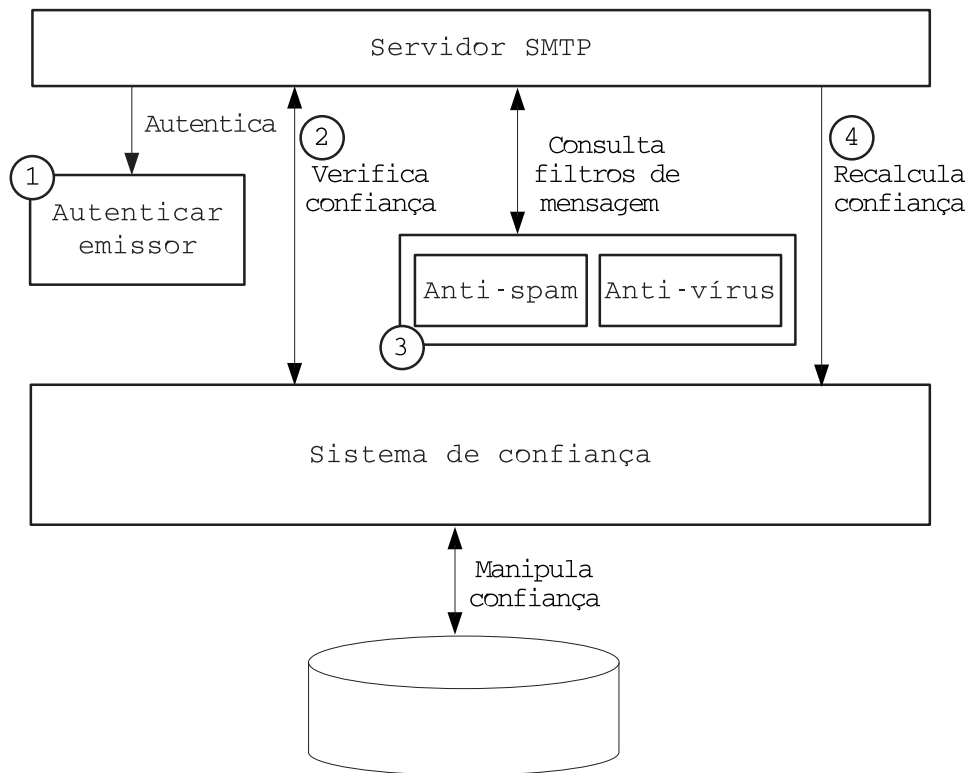 Servidor SMTP
Autentica
2
Verifica
confiança
Consulta
filtros de
mensagem
4
Recalcula
confiança
1
Autenticar
emissor
Anti-spam
Anti-vírus
3
Sistema de confiança
Manipula
confiança